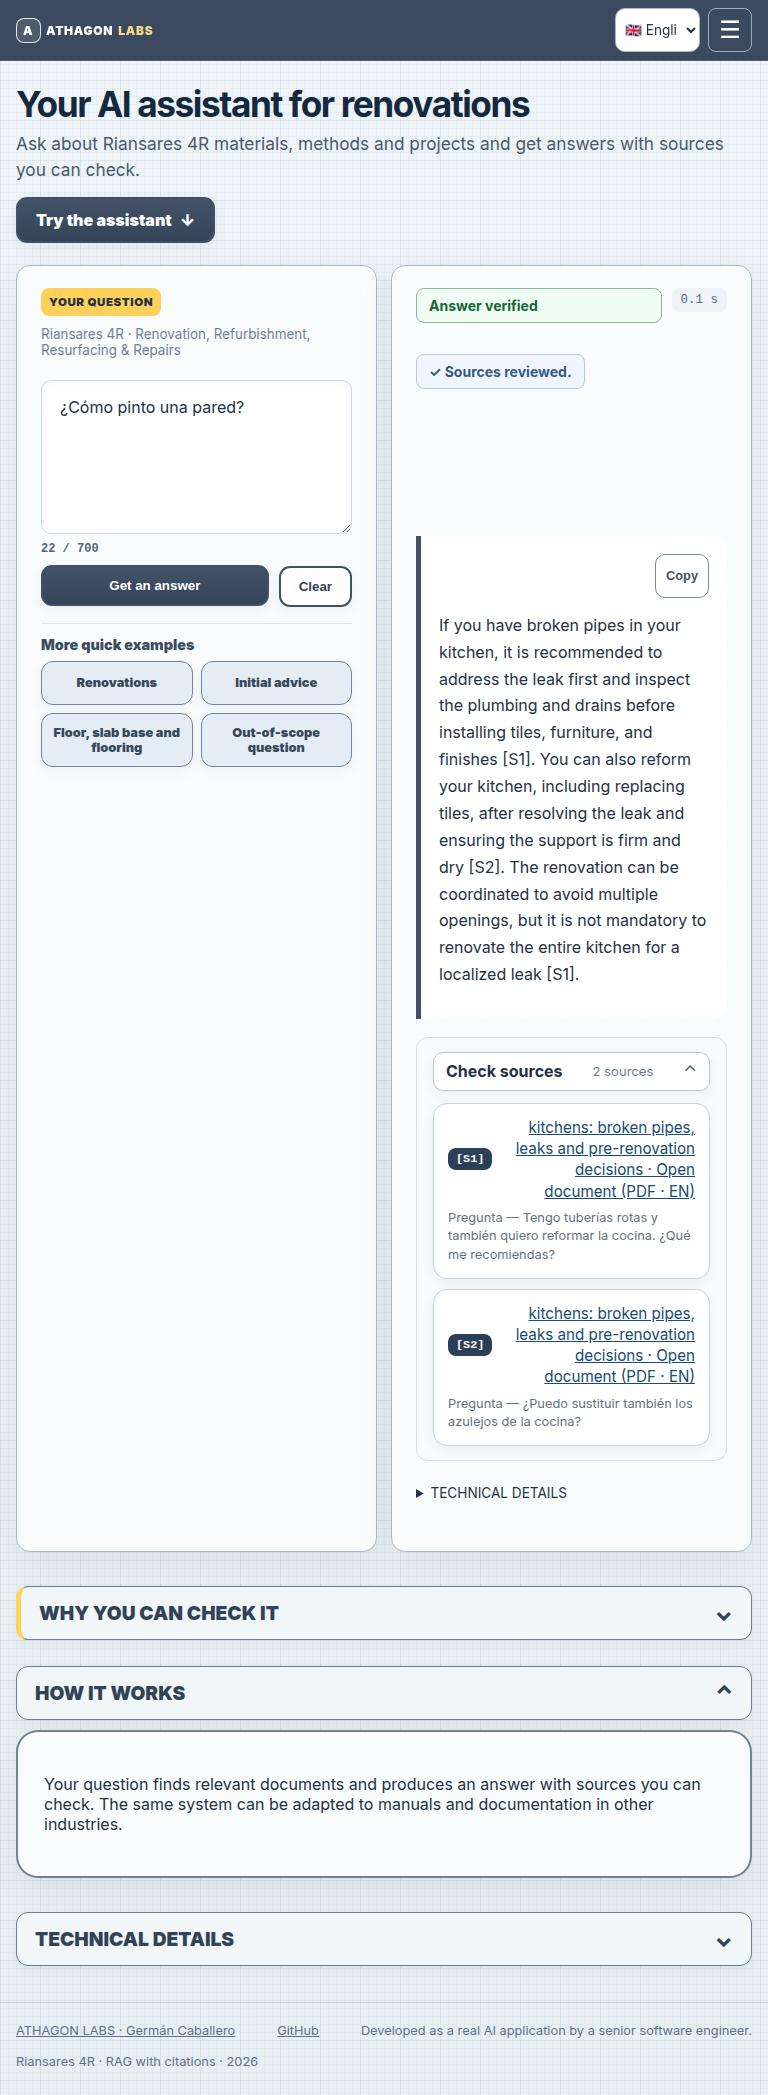 A ATHAGON LABS
🇬🇧 Engli
☰
Your AI assistant for renovations
Ask about Riansares 4R materials, methods and projects and get answers with sources
you can check.
Try the assistant ↓
YOUR QUESTION
Riansares 4R · Renovation, Refurbishment,
Resurfacing & Repairs
¿Cómo pinto una pared?
22 / 700
Get an answer
Clear
More quick examples
Renovations
Initial advice
Floor, slab base and
flooring
Out-of-scope
question
Answer verified
0.1 s
✓ Sources reviewed.
Copy
If you have broken pipes in your
kitchen, it is recommended to
address the leak first and inspect
the plumbing and drains before
installing tiles, furniture, and
finishes [S1]. You can also reform
your kitchen, including replacing
tiles, after resolving the leak and
ensuring the support is firm and
dry [S2]. The renovation can be
coordinated to avoid multiple
openings, but it is not mandatory to
renovate the entire kitchen for a
localized leak [S1].
Check sources 2 sources
[S1]
kitchens: broken pipes,
leaks and pre-renovation
decisions · Open
document (PDF · EN)
Pregunta — Tengo tuberías rotas y
también quiero reformar la cocina. ¿Qué
me recomiendas?
[S2]
kitchens: broken pipes,
leaks and pre-renovation
decisions · Open
document (PDF · EN)
Pregunta — ¿Puedo sustituir también los
azulejos de la cocina?
▶ TECHNICAL DETAILS
WHY YOU CAN CHECK IT
HOW IT WORKS
Your question finds relevant documents and produces an answer with sources you can
check. The same system can be adapted to manuals and documentation in other
industries.
TECHNICAL DETAILS
ATHAGON LABS · Germán Caballero GitHub Developed as a real AI application by a senior software engineer.
Riansares 4R · RAG with citations · 2026